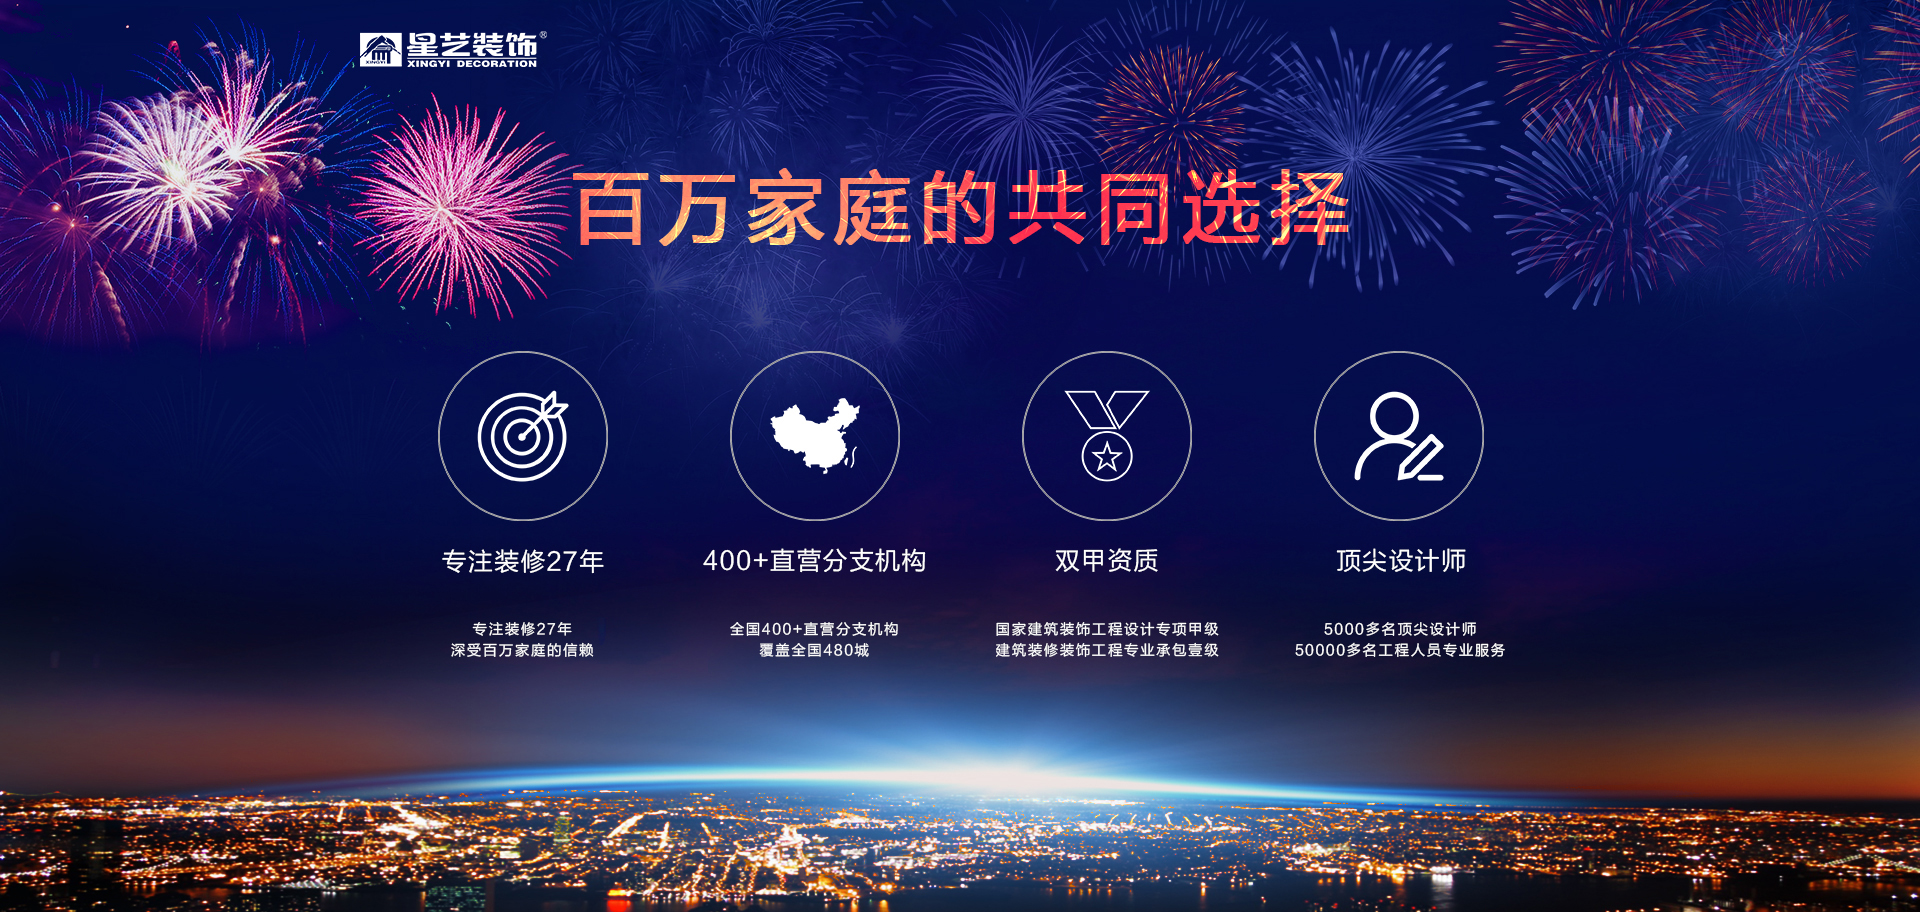 星艺装饰®
XINGYI DECORATION
XINGYI
百万家庭的共同选择
专注装修27年
400+直营分支机构
双甲资质
顶尖设计师
专注装修27年
深受百万家庭的信赖
全国400+直营分支机构
覆盖全国480城
国家建筑装饰工程设计专项甲级
建筑装修装饰工程专业承包壹级
5000多名顶尖设计师
50000多名工程人员专业服务